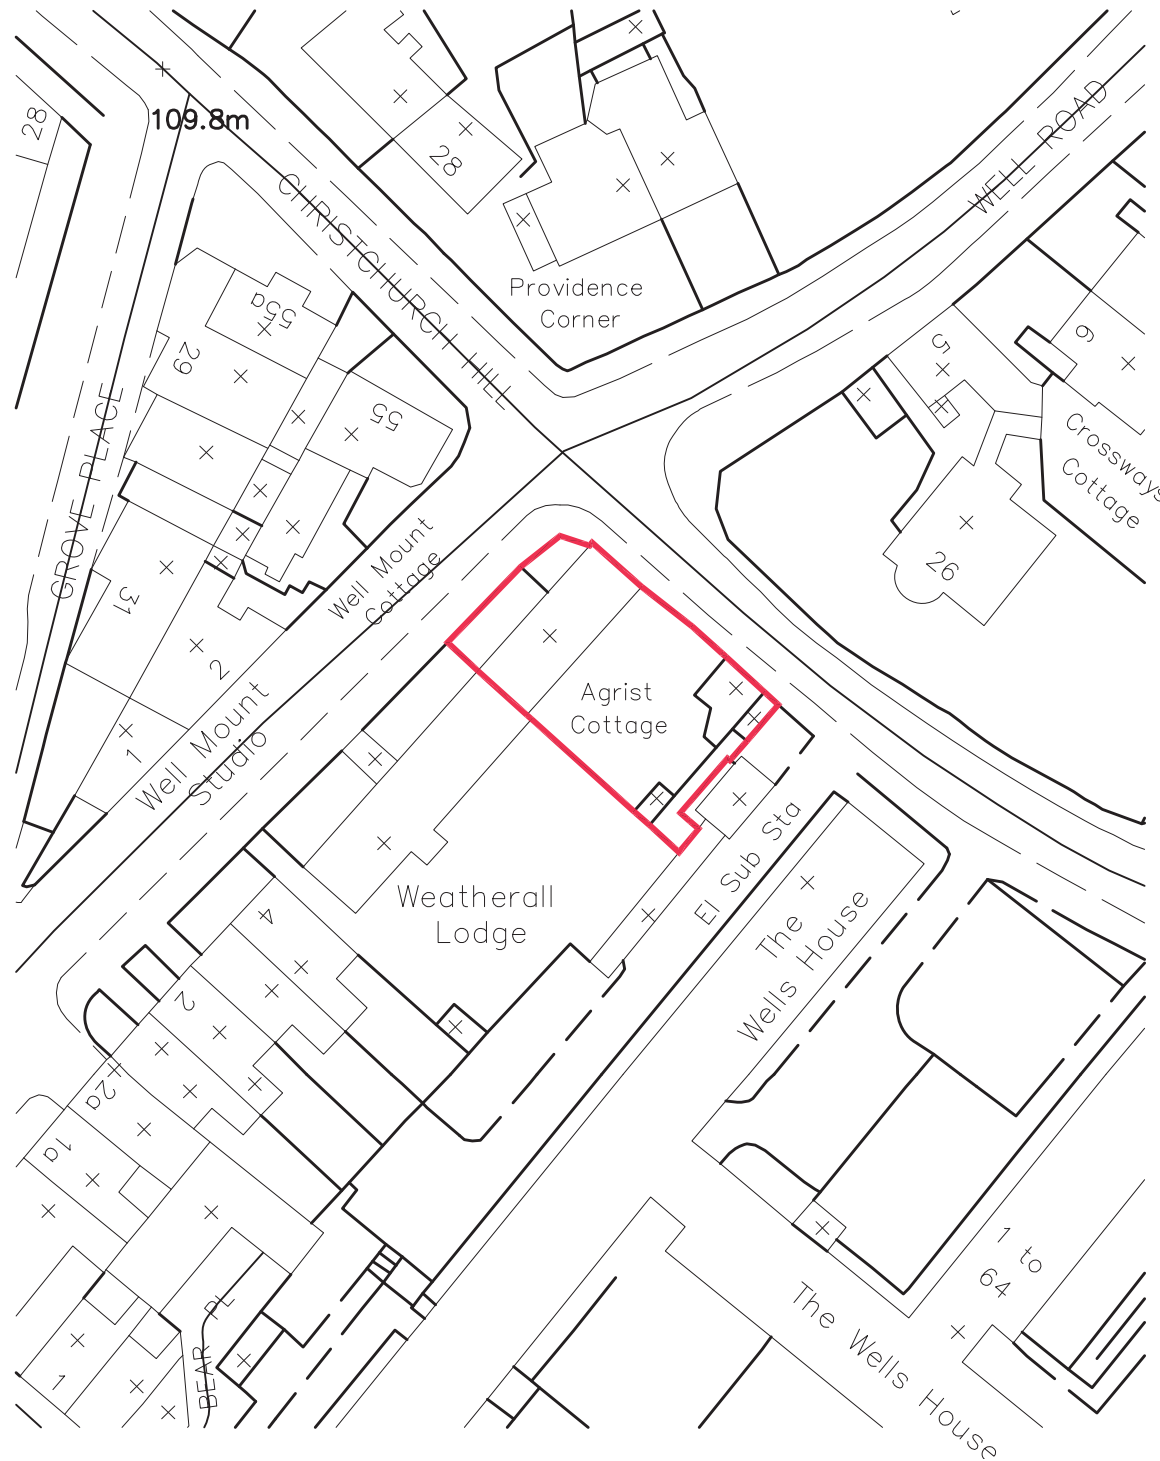 28
109.8m
CHRISTCHURCH HILL
28
WELL ROAD
Providence
Corner
55a
29
55
5
6
GROVE PLACE
Crossways
Cottage
Well Mount
Cottage
26
31
2
1
Well Mount
Studio
Agrist
Cottage
El Sub Sta
Weatherall
Lodge
The
Wells House
4
2
2a
1a
1 to
64
The Wells House
BEAR PL
1